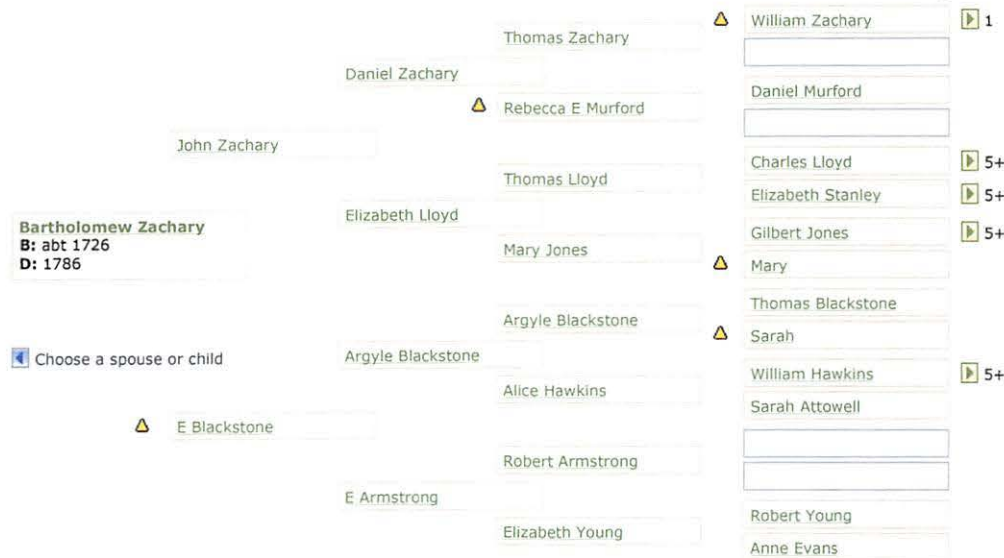 William Zachary 1
Thomas Zachary
Daniel Zachary
Daniel Murford
Rebecca E Murford
John Zachary
Charles Lloyd 5+
Thomas Lloyd
Elizabeth Stanley 5+
Elizabeth Lloyd
Bartholomew Zachary
B: abt 1726
D: 1786
Gilbert Jones 5+
Mary Jones
Mary
Thomas Blackstone
Argyle Blackstone
Sarah
Choose a spouse or child
Argyle Blackstone
William Hawkins 5+
Alice Hawkins
Sarah Attowell
E Blackstone
Robert Armstrong
E Armstrong
Robert Young
Elizabeth Young
Anne Evans